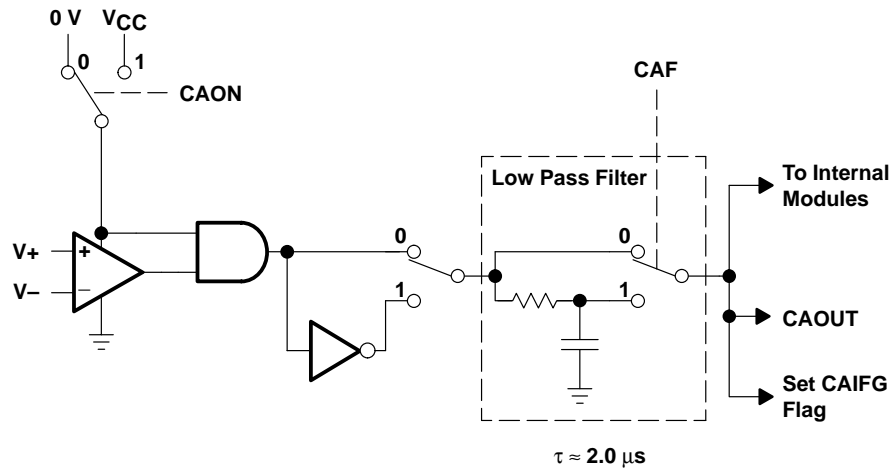 0 V VCC
0 1
CAON
CAF
Low Pass Filter
To Internal
Modules
V+ +
V– –
0
1
0
1
CAOUT
Set CAIFG
Flag
τ ≈ 2.0 μs